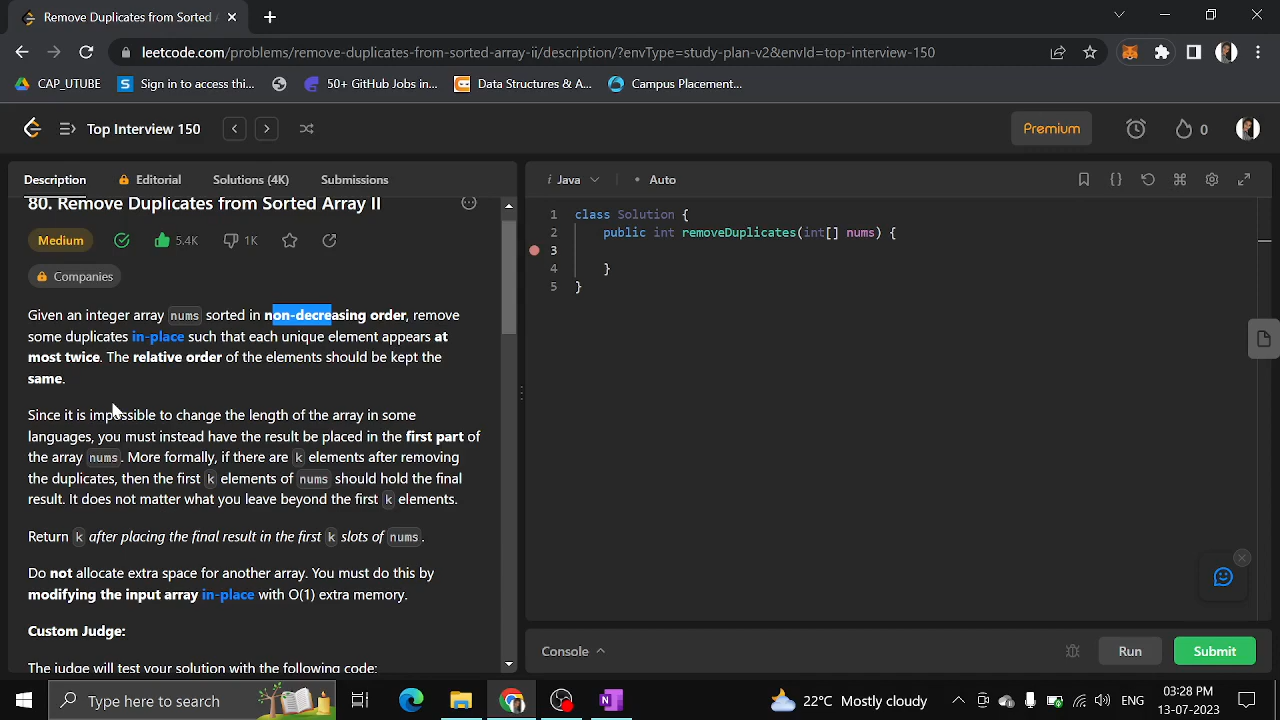 Remove Duplicates from Sorted A
leetcode.com/problems/remove-duplicates-from-sorted-array-ii/description/?envType=study-plan-v2&envId=top-interview-150
CAP_UTUBE
Sign in to access thi...
50+ GitHub Jobs in...
Data Structures & A...
Campus Placement...
Top Interview 150
Premium
0
Description
Editorial
Solutions (4K)
Submissions
80. Remove Duplicates from Sorted Array II
Medium
5.4K
1K
Companies
Given an integer array nums sorted in non-decreasing order, remove
some duplicates in-place such that each unique element appears at
most twice. The relative order of the elements should be kept the
same.
Since it is impossible to change the length of the array in some
languages, you must instead have the result be placed in the first part of
the array nums. More formally, if there are k elements after removing
the duplicates, then the first k elements of nums should hold the final
result. It does not matter what you leave beyond the first k elements.
Return k after placing the final result in the first k slots of nums.
Do not allocate extra space for another array. You must do this by
modifying the input array in-place with O(1) extra memory.
Custom Judge:
The judge will test your solution with the following code:
i Java
• Auto
{}
1 class Solution {
2 public int removeDuplicates(int[] nums) {
3
4 }
5 }
Console
Run
Submit
Type here to search
22°C Mostly cloudy
ENG
03:28 PM
13-07-2023